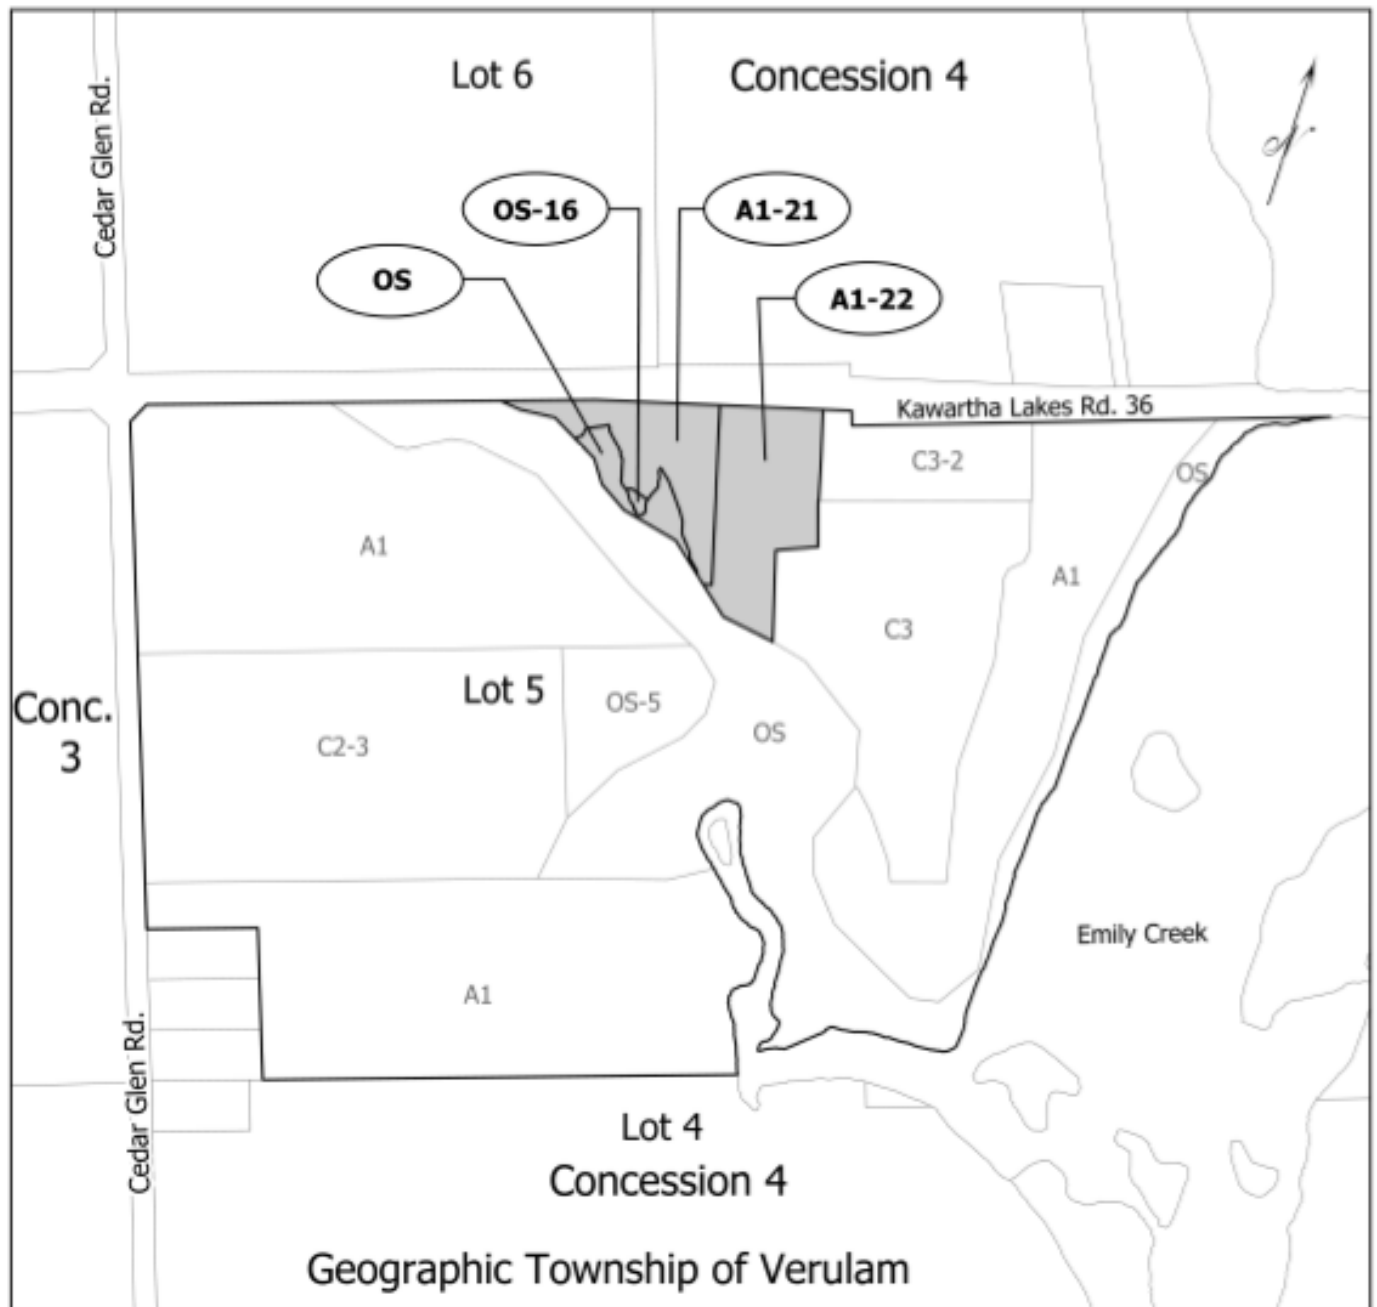 Lot 6
Concession 4
Cedar Glen Rd.
OS-16
A1-21
OS
A1-22
Kawartha Lakes Rd. 36
C3-2
OS
A1
A1
C3
Conc.
3
Lot 5
OS-5
C2-3
OS
Emily Creek
A1
Cedar Glen Rd.
Lot 4
Concession 4
Geographic Township of Verulam